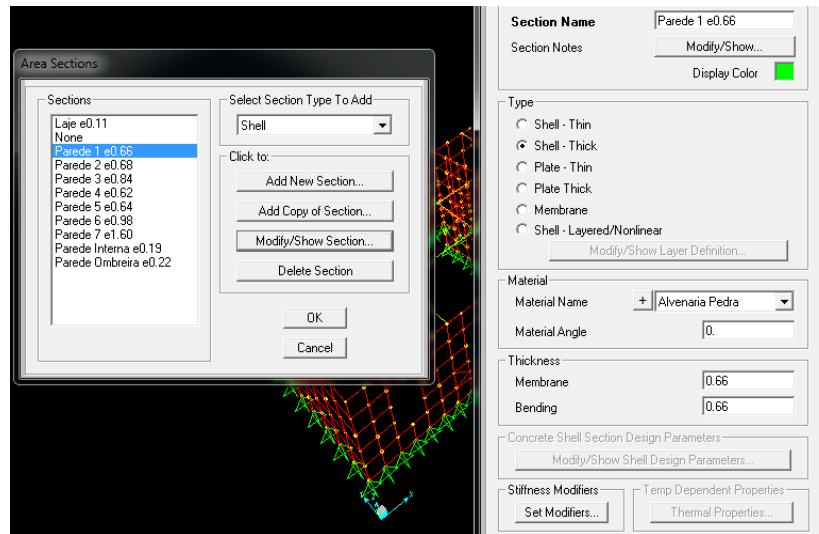 Area Sections
Sections
Laje e0.11
None
Parede 1 e0.66
Parede 2 e0.68
Parede 3 e0.84
Parede 4 e0.62
Parede 5 e0.64
Parede 6 e0.98
Parede 7 e1.60
Parede Interna e0.19
Parede Ombreira e0.22
Select Section Type To Add
Shell
Click to:
Add New Section...
Add Copy of Section...
Modify/Show Section...
Delete Section
OK
Cancel
Section Name Parede 1 e0.66
Section Notes Modify/Show...
Display Color
Type
Shell - Thin
Shell - Thick
Plate - Thin
Plate Thick
Membrane
Shell - Layered/Nonlinear
Modify/Show Layer Definition...
Material
Material Name + Alvenaria Pedra
Material Angle 0.
Thickness
Membrane 0.66
Bending 0.66
Concrete Shell Section Design Parameters
Modify/Show Shell Design Parameters...
Stiffness Modifiers
Set Modifiers...
Temp Dependent Properties
Thermal Properties...